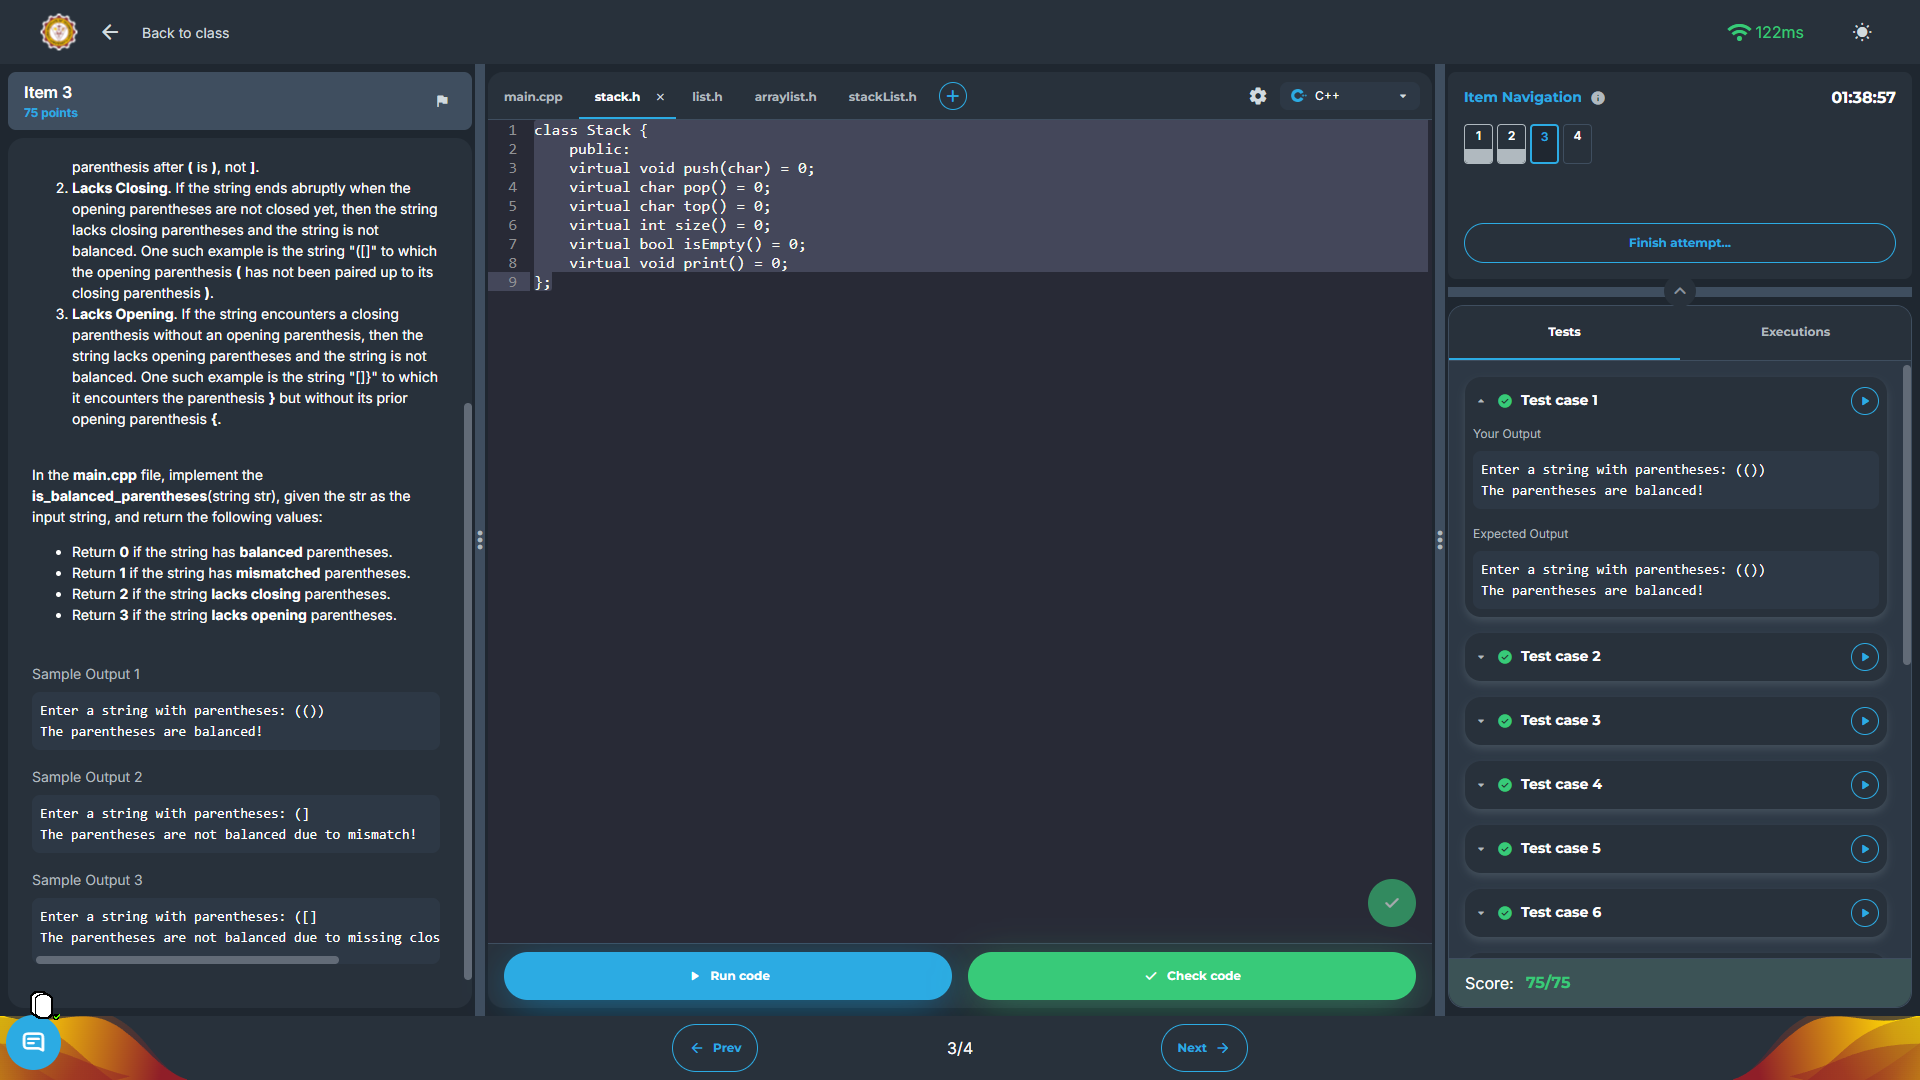 Back to class
122ms
Item 3
75 points
parenthesis after ( is ), not ].
2. Lacks Closing. If the string ends abruptly when the
opening parentheses are not closed yet, then the string
lacks closing parentheses and the string is not
balanced. One such example is the string "([]" to which
the opening parenthesis ( has not been paired up to its
closing parenthesis ).
3. Lacks Opening. If the string encounters a closing
parenthesis without an opening parenthesis, then the
string lacks opening parentheses and the string is not
balanced. One such example is the string "[]}" to which
it encounters the parenthesis } but without its prior
opening parenthesis {.
In the main.cpp file, implement the
is_balanced_parentheses(string str), given the str as the
input string, and return the following values:
• Return 0 if the string has balanced parentheses.
• Return 1 if the string has mismatched parentheses.
• Return 2 if the string lacks closing parentheses.
• Return 3 if the string lacks opening parentheses.
Sample Output 1
Enter a string with parentheses: (())
The parentheses are balanced!
Sample Output 2
Enter a string with parentheses: (]
The parentheses are not balanced due to mismatch!
Sample Output 3
Enter a string with parentheses: ([]
The parentheses are not balanced due to missing clos
main.cpp stack.h × list.h arraylist.h stackList.h +
C++
1 class Stack {
2     public:
3     virtual void push(char) = 0;
4     virtual char pop() = 0;
5     virtual char top() = 0;
6     virtual int size() = 0;
7     virtual bool isEmpty() = 0;
8     virtual void print() = 0;
9 };
Run code
Check code
Item Navigation
01:38:57
1 2 3 4
Finish attempt...
Tests Executions
Test case 1
Your Output
Enter a string with parentheses: (())
The parentheses are balanced!
Expected Output
Enter a string with parentheses: (())
The parentheses are balanced!
Test case 2
Test case 3
Test case 4
Test case 5
Test case 6
Score: 75/75
Prev
3/4
Next